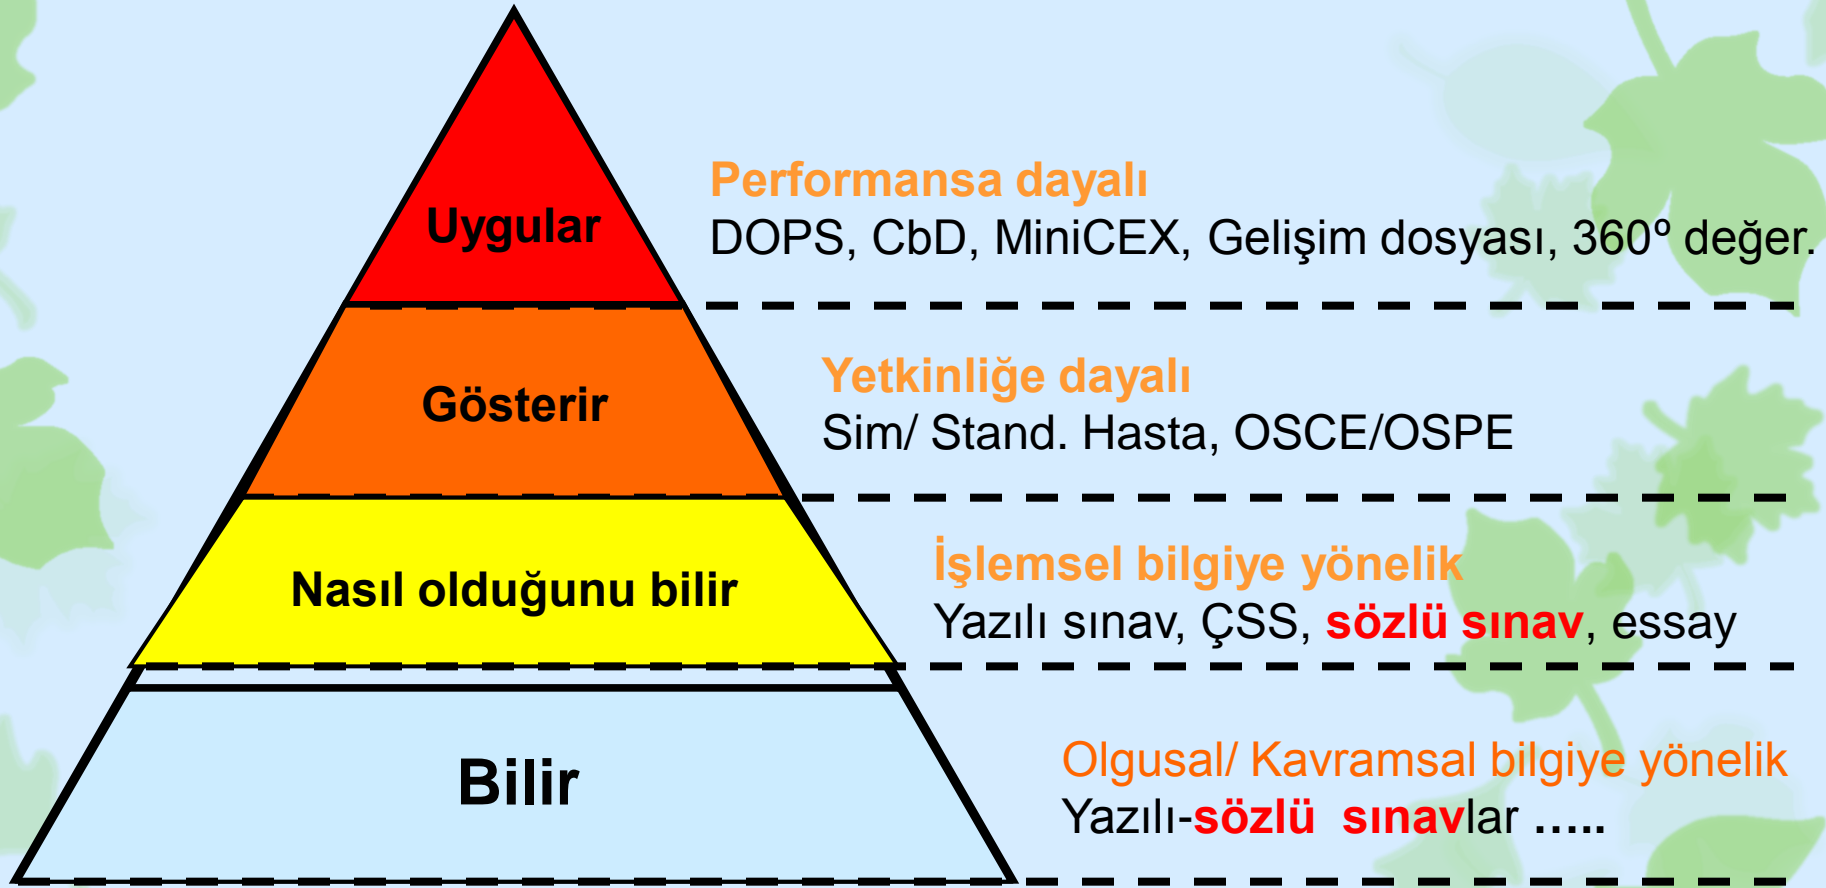 Performansa dayalı
Uygular
DOPS, CbD, MiniCEX, Gelişim dosyası, 360º değer.
Yetkinliğe dayalı
Gösterir
Sim/ Stand. Hasta, OSCE/OSPE
İşlemsel bilgiye yönelik
Nasıl olduğunu bilir
Yazılı sınav, ÇSS, sözlü sınav, essay
Olgusal/ Kavramsal bilgiye yönelik
Bilir
Yazılı-sözlü sınavlar …..